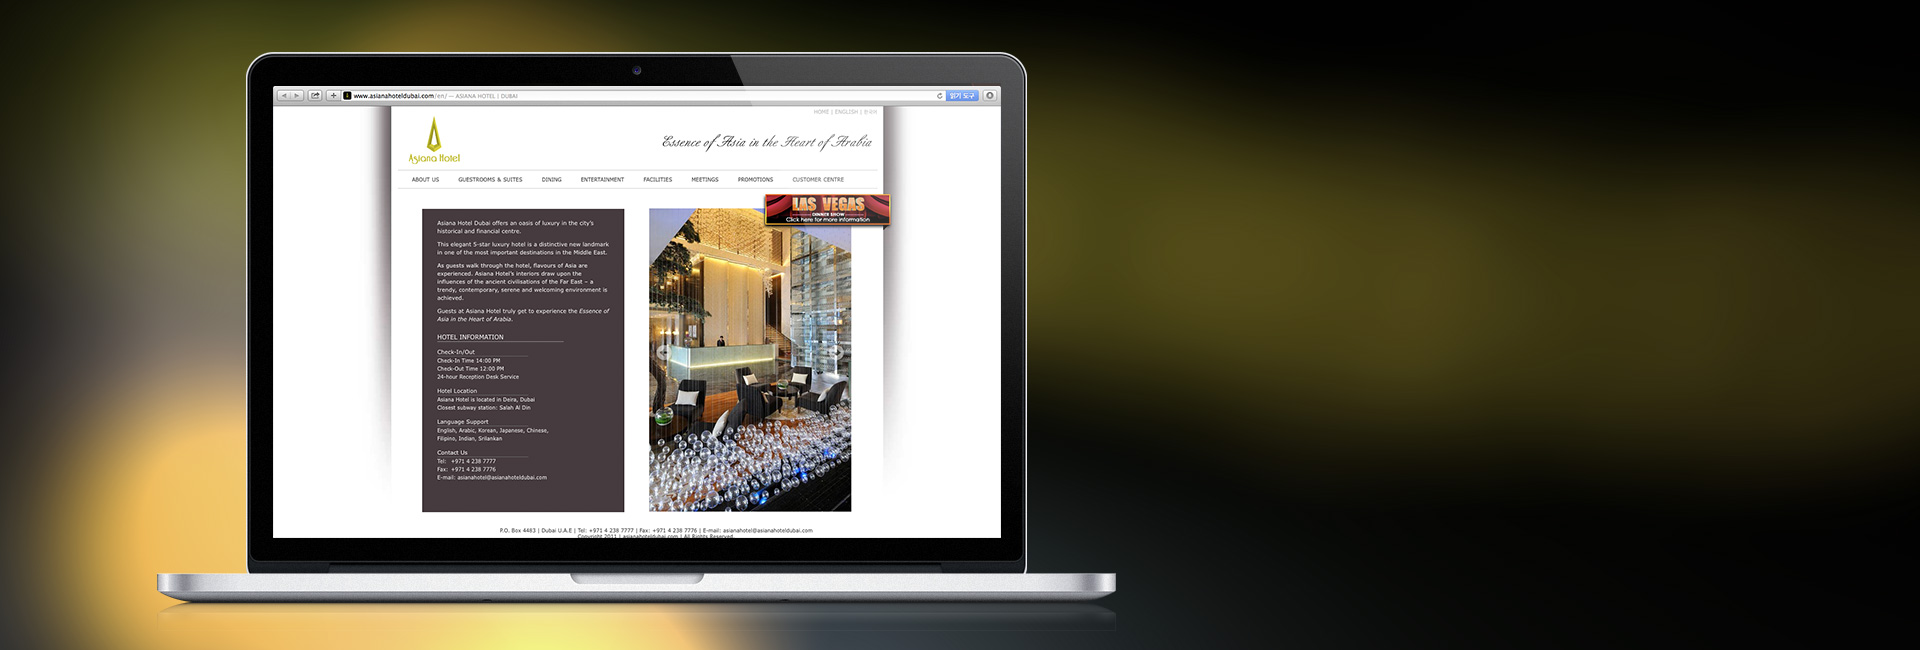 www.asianahoteldubai.com/en/ — ASIANA HOTEL | DUBAI
읽기 도구
HOME | ENGLISH | 한국어
Asiana Hotel
Essence of Asia in the Heart of Arabia
ABOUT US GUESTROOMS & SUITES DINING ENTERTAINMENT FACILITIES MEETINGS PROMOTIONS CUSTOMER CENTRE
LAS VEGAS
DINNER SHOW
Click here for more information
Asiana Hotel Dubai offers an oasis of luxury in the city's
historical and financial centre.
This elegant 5-star luxury hotel is a distinctive new landmark
in one of the most important destinations in the Middle East.
As guests walk through the hotel, flavours of Asia are
experienced. Asiana Hotel's interiors draw upon the
influences of the ancient civilisations of the Far East – a
trendy, contemporary, serene and welcoming environment is
achieved.
Guests at Asiana Hotel truly get to experience the Essence of
Asia in the Heart of Arabia.
HOTEL INFORMATION
Check-In/Out
Check-In Time 14:00 PM
Check-Out Time 12:00 PM
24-hour Reception Desk Service
Hotel Location
Asiana Hotel is located in Deira, Dubai
Closest subway station: Salah Al Din
Language Support
English, Arabic, Korean, Japanese, Chinese,
Filipino, Indian, Srilankan
Contact Us
Tel: +971 4 238 7777
Fax: +971 4 238 7776
E-mail: asianahotel@asianahoteldubai.com
P.O. Box 4483 | Dubai U.A.E | Tel: +971 4 238 7777 | Fax: +971 4 238 7776 | E-mail: asianahotel@asianahoteldubai.com
Copyright 2011 | asianahoteldubai.com | All Rights Reserved